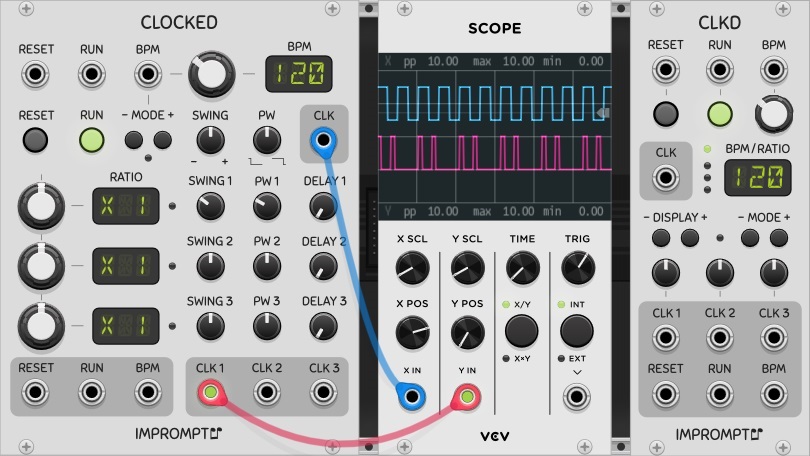 CLOCKED
RESET RUN BPM BPM
120
RESET RUN - MODE + SWING PW CLK
- +
RATIO SWING 1 PW 1 DELAY 1
X 1
SWING 2 PW 2 DELAY 2
X 1
SWING 3 PW 3 DELAY 3
X 1
RESET RUN BPM CLK 1 CLK 2 CLK 3
IMPROMPTU
SCOPE
X pp 10.00 max 10.00 min 0.00
Y pp 10.00 max 10.00 min 0.00
X SCL Y SCL TIME TRIG
X POS Y POS X/Y INT
X×Y EXT
X IN Y IN
VCV
CLKD
RESET RUN BPM
CLK BPM/RATIO
120
- DISPLAY + - MODE +
CLK 1 CLK 2 CLK 3
RESET RUN BPM
IMPROMPTU